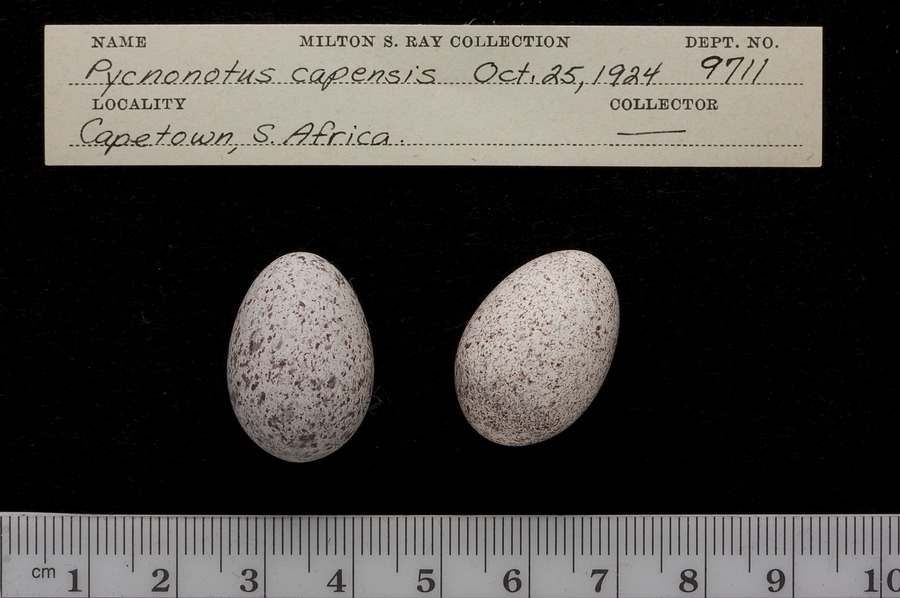 NAME MILTON S. RAY COLLECTION DEPT. NO.
Pycnonotus capensis Oct. 25, 1924 9711
LOCALITY COLLECTOR
Capetown, S. Africa. —
cm 1 2 3 4 5 6 7 8 9 10